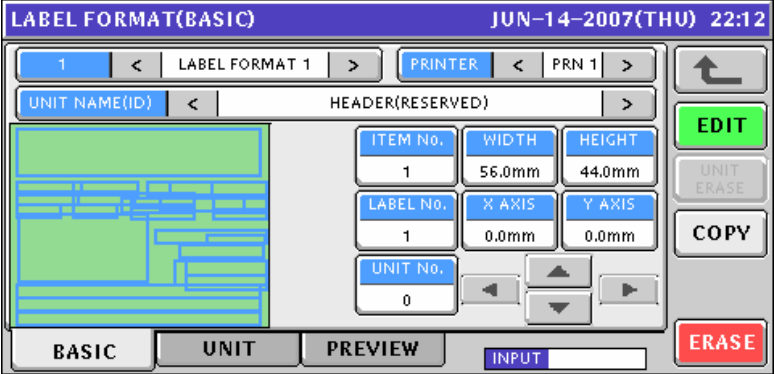 LABEL FORMAT(BASIC) JUN-14-2007(THU) 22:12
1 < LABEL FORMAT 1 > PRINTER < PRN 1 >
UNIT NAME(ID) < HEADER(RESERVED) >
EDIT
ITEM No. WIDTH HEIGHT
1 56.0mm 44.0mm
UNIT ERASE
LABEL No. X AXIS Y AXIS
1 0.0mm 0.0mm
COPY
UNIT No.
0
ERASE
BASIC UNIT PREVIEW INPUT